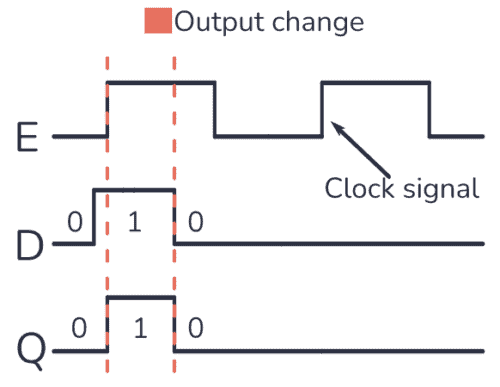 Output change
E
Clock signal
D 0 1 0
Q 0 1 0